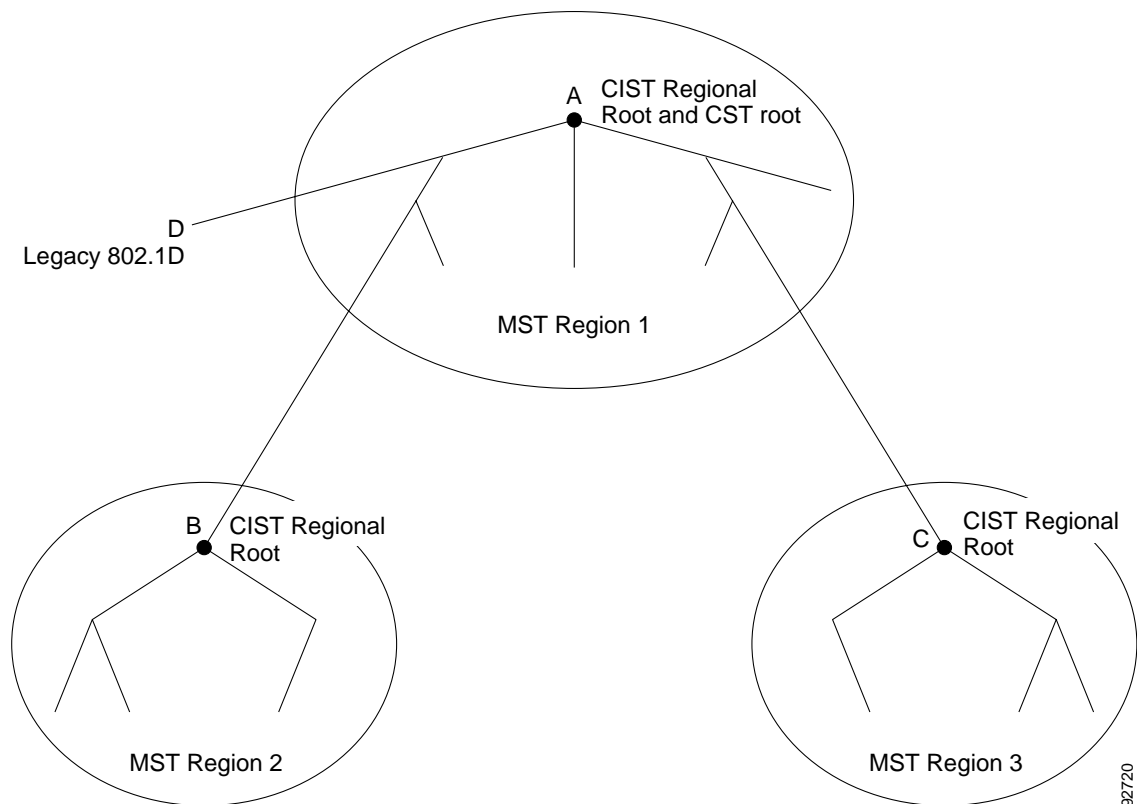 A
CIST Regional
Root and CST root
D
Legacy 802.1D
MST Region 1
B
CIST Regional
Root
C
CIST Regional
Root
MST Region 2
MST Region 3
92720